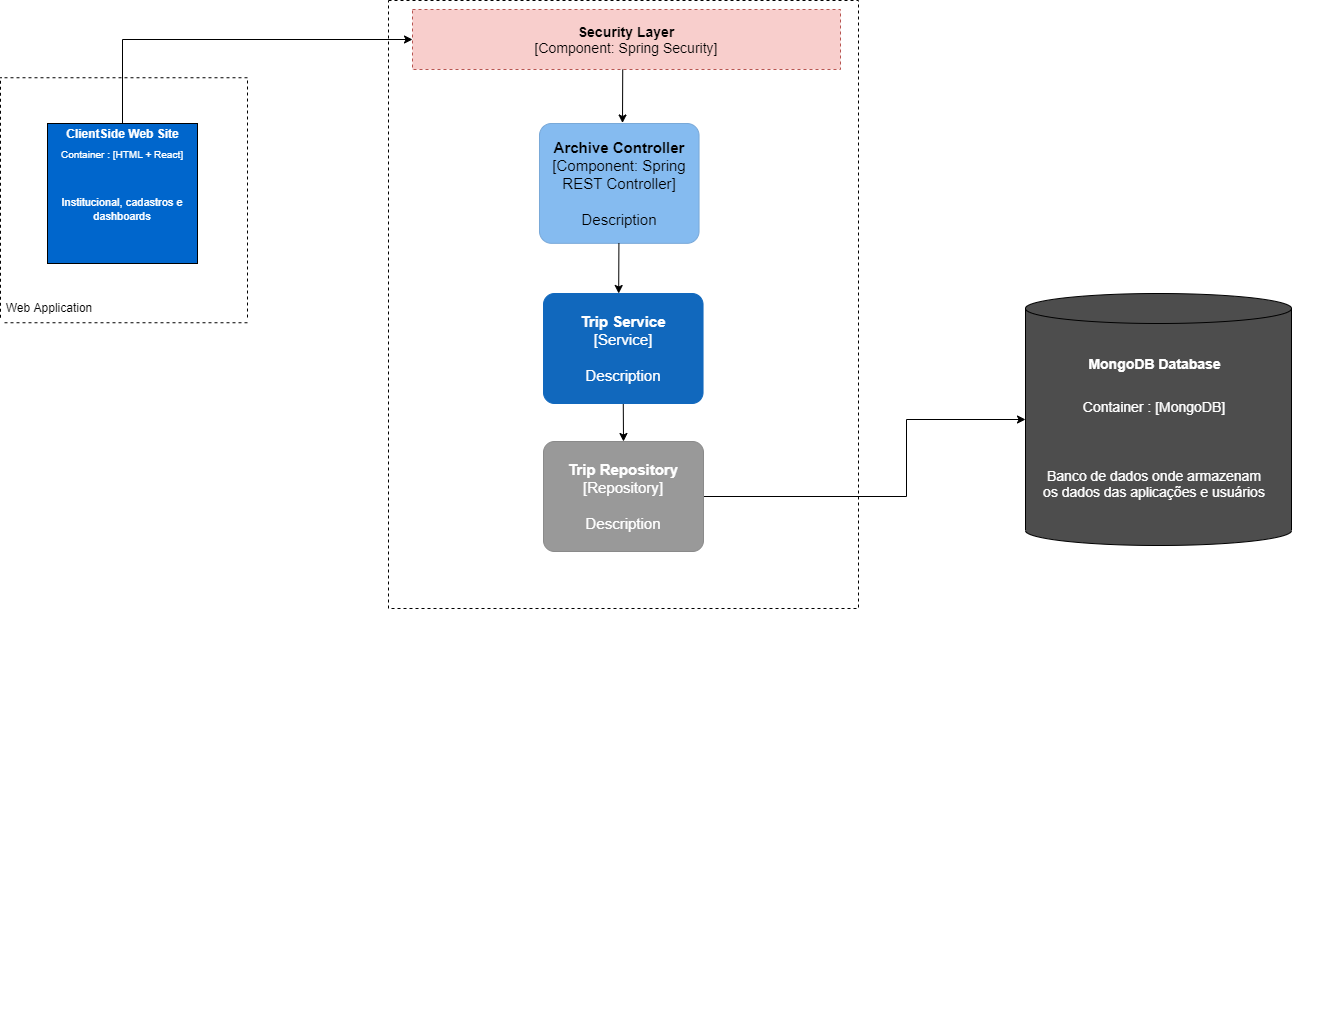 Security Layer
[Component: Spring Security]
ClientSide Web Site
Container : [HTML + React]
Institucional, cadastros e
dashboards
Web Application
Archive Controller
[Component: Spring
REST Controller]
Description
Trip Service
[Service]
Description
Trip Repository
[Repository]
Description
MongoDB Database
Container : [MongoDB]
Banco de dados onde armazenam
os dados das aplicações e usuários